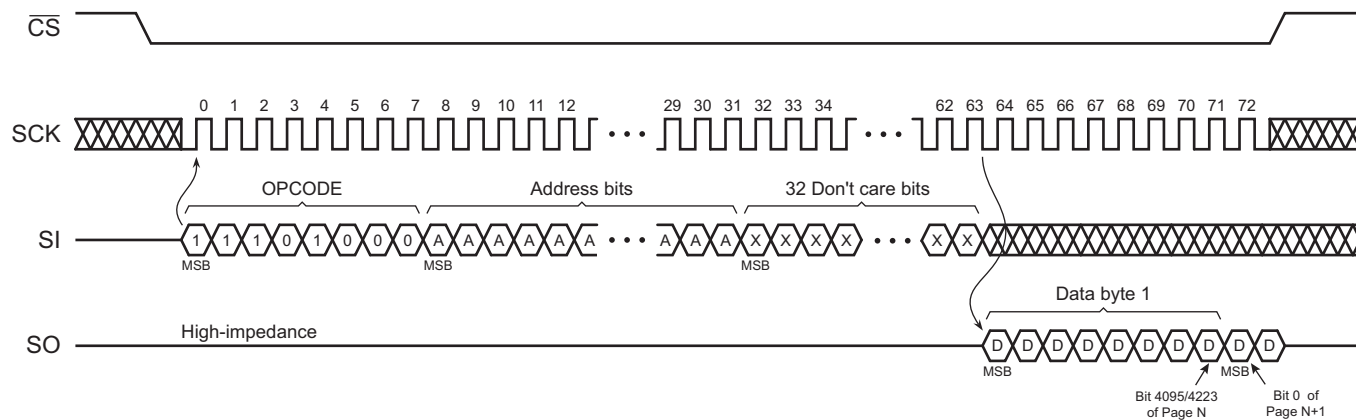 CS
SCK
0 1 2 3 4 5 6 7 8 9 10 11 12 29 30 31 32 33 34 62 63 64 65 66 67 68 69 70 71 72
OPCODE Address bits 32 Don't care bits
SI
1 1 1 0 1 0 0 0 A A A A A A A A A X X X X X X
MSB MSB MSB
Data byte 1
High-impedance
SO
D D D D D D D D D D
MSB MSB
Bit 4095/4223
of Page N
Bit 0 of
Page N+1